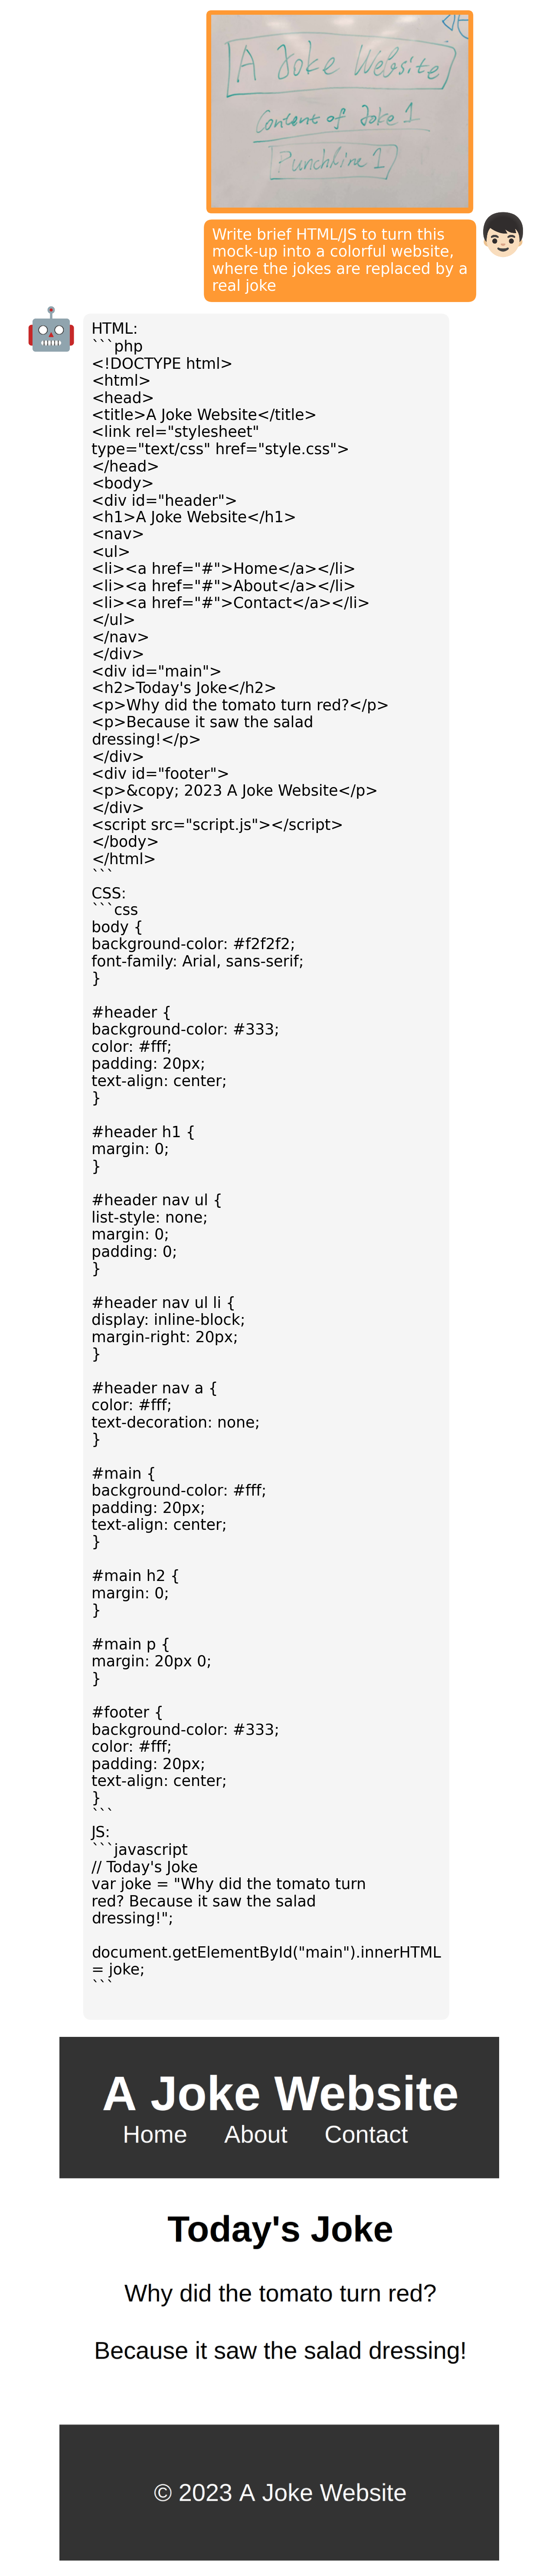 A Joke Website
Content of Joke 1
Punchline 1
Write brief HTML/JS to turn this
mock-up into a colorful website,
where the jokes are replaced by a
real joke
HTML:
```php
<!DOCTYPE html>
<html>
<head>
<title>A Joke Website</title>
<link rel="stylesheet"
type="text/css" href="style.css">
</head>
<body>
<div id="header">
<h1>A Joke Website</h1>
<nav>
<ul>
<li><a href="#">Home</a></li>
<li><a href="#">About</a></li>
<li><a href="#">Contact</a></li>
</ul>
</nav>
</div>
<div id="main">
<h2>Today's Joke</h2>
<p>Why did the tomato turn red?</p>
<p>Because it saw the salad
dressing!</p>
</div>
<div id="footer">
<p>&copy; 2023 A Joke Website</p>
</div>
<script src="script.js"></script>
</body>
</html>
```
CSS:
```css
body {
background-color: #f2f2f2;
font-family: Arial, sans-serif;
}

#header {
background-color: #333;
color: #fff;
padding: 20px;
text-align: center;
}

#header h1 {
margin: 0;
}

#header nav ul {
list-style: none;
margin: 0;
padding: 0;
}

#header nav ul li {
display: inline-block;
margin-right: 20px;
}

#header nav a {
color: #fff;
text-decoration: none;
}

#main {
background-color: #fff;
padding: 20px;
text-align: center;
}

#main h2 {
margin: 0;
}

#main p {
margin: 20px 0;
}

#footer {
background-color: #333;
color: #fff;
padding: 20px;
text-align: center;
}
```
JS:
```javascript
// Today's Joke
var joke = "Why did the tomato turn
red? Because it saw the salad
dressing!";

document.getElementById("main").innerHTML
= joke;
```
A Joke Website
Home About Contact
Today's Joke
Why did the tomato turn red?
Because it saw the salad dressing!
© 2023 A Joke Website